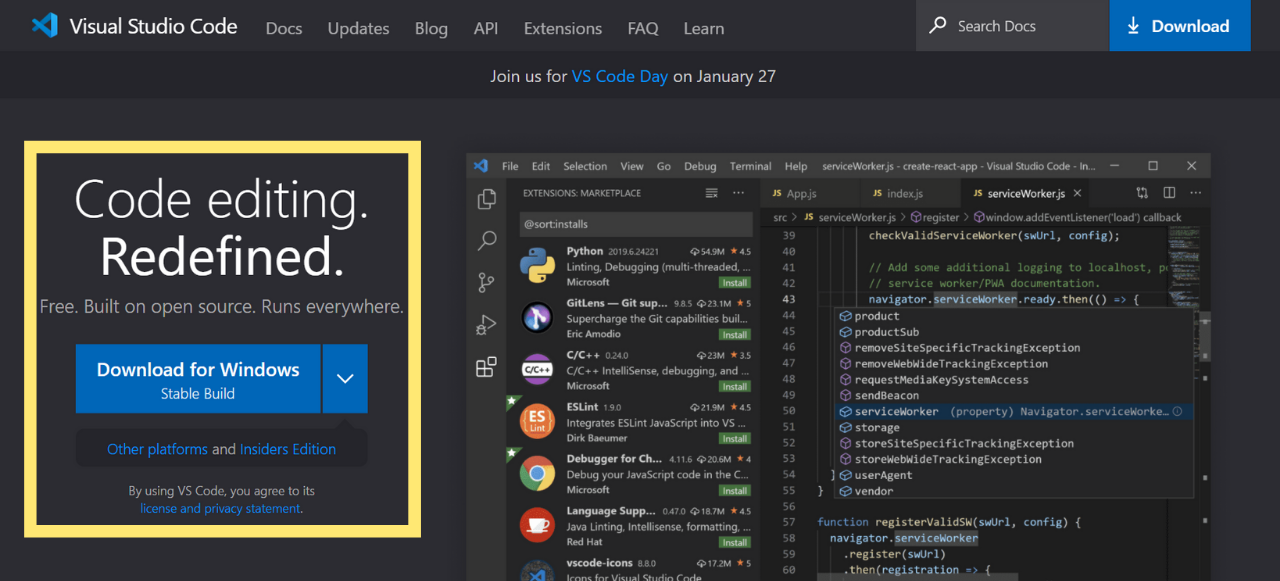 Visual Studio Code Docs Updates Blog API Extensions FAQ Learn Search Docs Download
Join us for VS Code Day on January 27
Code editing.
Redefined.
Free. Built on open source. Runs everywhere.
Download for Windows
Stable Build
Other platforms and Insiders Edition
By using VS Code, you agree to its
license and privacy statement.
File Edit Selection View Go Debug Terminal Help serviceWorker.js - create-react-app - Visual Studio Code - In...
EXTENSIONS: MARKETPLACE
@sort:installs
Python 2019.6.24221 54.9M ★ 4.5
Linting, Debugging (multi-threaded, ...
Microsoft Install
GitLens — Git sup... 9.8.5 23.1M ★ 5
Supercharge the Git capabilities buil...
Eric Amodio Install
C/C++ 0.24.0 23M ★ 3.5
C/C++ IntelliSense, debugging, and ...
Microsoft Install
ESLint 1.9.0 21.9M ★ 4.5
Integrates ESLint JavaScript into VS ...
Dirk Baeumer Install
Debugger for Ch... 4.11.6 20.6M ★ 4
Debug your JavaScript code in the C...
Microsoft Install
Language Supp... 0.47.0 18.7M ★ 4.5
Java Linting, Intellisense, formatting, ...
Red Hat Install
vscode-icons 8.8.0 17.2M ★ 5
Icons for Visual Studio Code
C/C++
ES
Lint
JS App.js JS index.js JS serviceWorker.js
src > JS serviceWorker.js > register > window.addEventListener('load') callback
39 checkValidServiceWorker(swUrl, config);
40
41 // Add some additional logging to localhost,
42 // service worker/PWA documentation.
43 navigator.serviceWorker.ready.then(() => {
44 product
45 productSub
46 removeSiteSpecificTrackingException
47 removeWebWideTrackingException
48 requestMediaKeySystemAccess
49 sendBeacon
50 serviceWorker (property) Navigator.serviceWorke...
51 storage
52 storeSiteSpecificTrackingException
53 storeWebWideTrackingException
54 } userAgent
55 } vendor
56
57 function registerValidSW(swUrl, config) {
58 navigator.serviceWorker
59 .register(swUrl)
60 .then(registration => {